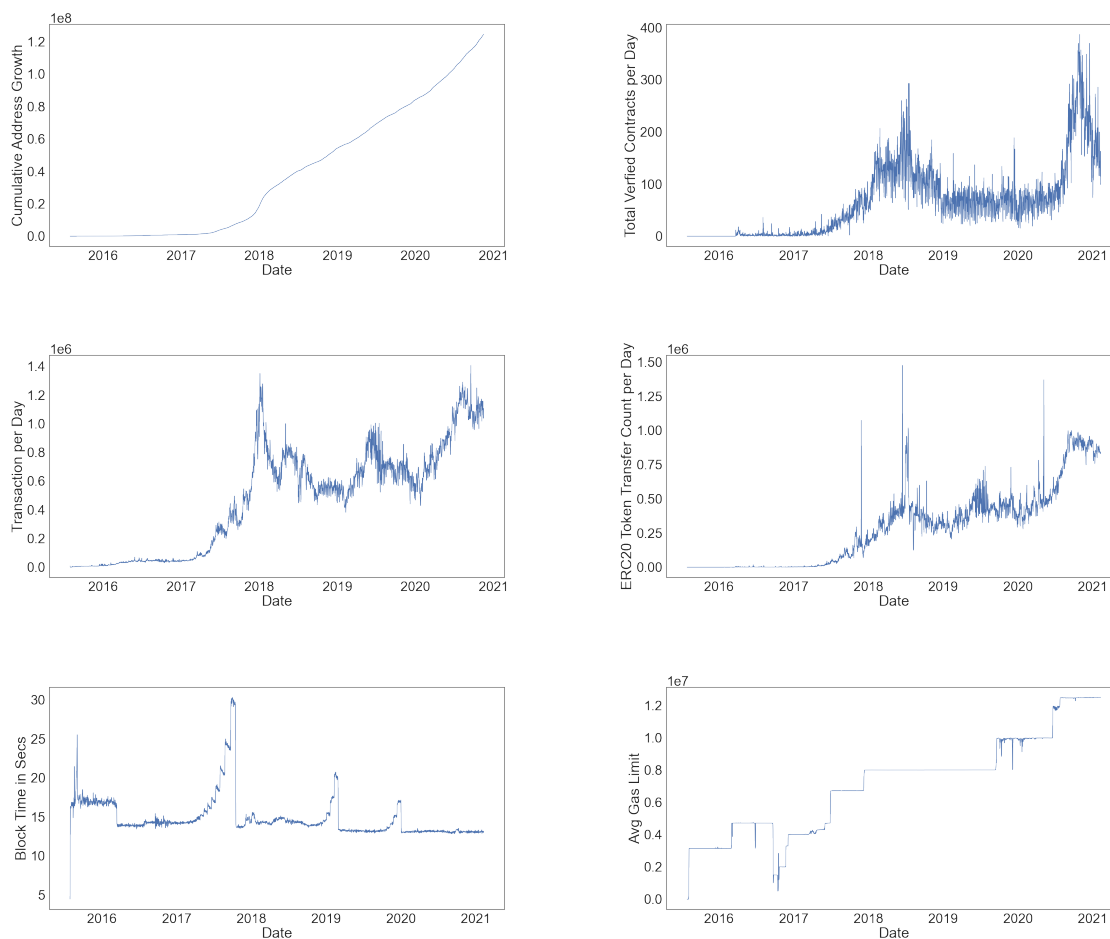 1e8
Cumulative Address Growth
1.2
1.0
0.8
0.6
0.4
0.2
0.0
2016 2017 2018 2019 2020 2021
Date
Total Verfied Contracts per Day
400
300
200
100
0
2016 2017 2018 2019 2020 2021
Date
1e6
Transaction per Day
1.4
1.2
1.0
0.8
0.6
0.4
0.2
0.0
2016 2017 2018 2019 2020 2021
Date
1e6
ERC20 Token Transfer Count per Day
1.50
1.25
1.00
0.75
0.50
0.25
0.00
2016 2017 2018 2019 2020 2021
Date
Block Time in Secs
30
25
20
15
10
5
2016 2017 2018 2019 2020 2021
Date
1e7
Avg Gas Limit
1.2
1.0
0.8
0.6
0.4
0.2
0.0
2016 2017 2018 2019 2020 2021
Date